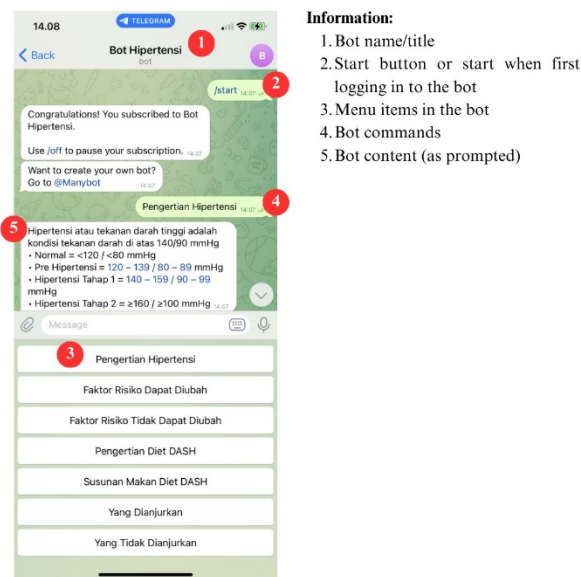 14.08
TELEGRAM
Back
Bot Hipertensi
bot
1
B
/start 14.07
2
Congratulations! You subscribed to Bot
Hipertensi.
Use /off to pause your subscription. 14.07
Want to create your own bot?
Go to @Manybot 14.07
Pengertian Hipertensi 14.07
4
5
Hipertensi atau tekanan darah tinggi adalah
kondisi tekanan darah di atas 140/90 mmHg
• Normal = <120 / <80 mmHg
• Pre Hipertensi = 120 – 139 / 80 – 89 mmHg
• Hipertensi Tahap 1 = 140 – 159 / 90 – 99
mmHg
• Hipertensi Tahap 2 = ≥160 / ≥100 mmHg 14.07
Message
3
Pengertian Hipertensi
Faktor Risiko Dapat Diubah
Faktor Risiko Tidak Dapat Diubah
Pengertian Diet DASH
Susunan Makan Diet DASH
Yang Dianjurkan
Yang Tidak Dianjurkan
Information:
1. Bot name/title
2. Start button or start when first
logging in to the bot
3. Menu items in the bot
4. Bot commands
5. Bot content (as prompted)